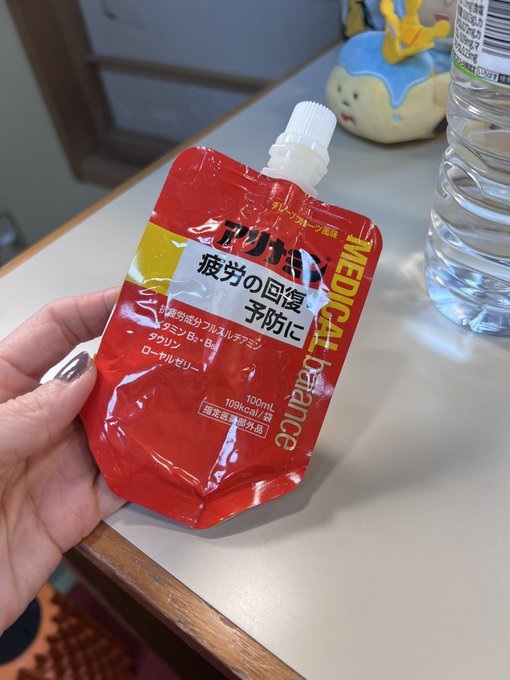 グレープフルーツ風味
アリナミン
MEDICAL balance
疲労の回復、
予防に
抗疲労成分フルスルチアミン
ビタミンB₂・B₆
タウリン
ローヤルゼリー
100mL
109kcal/袋
指定医薬部外品